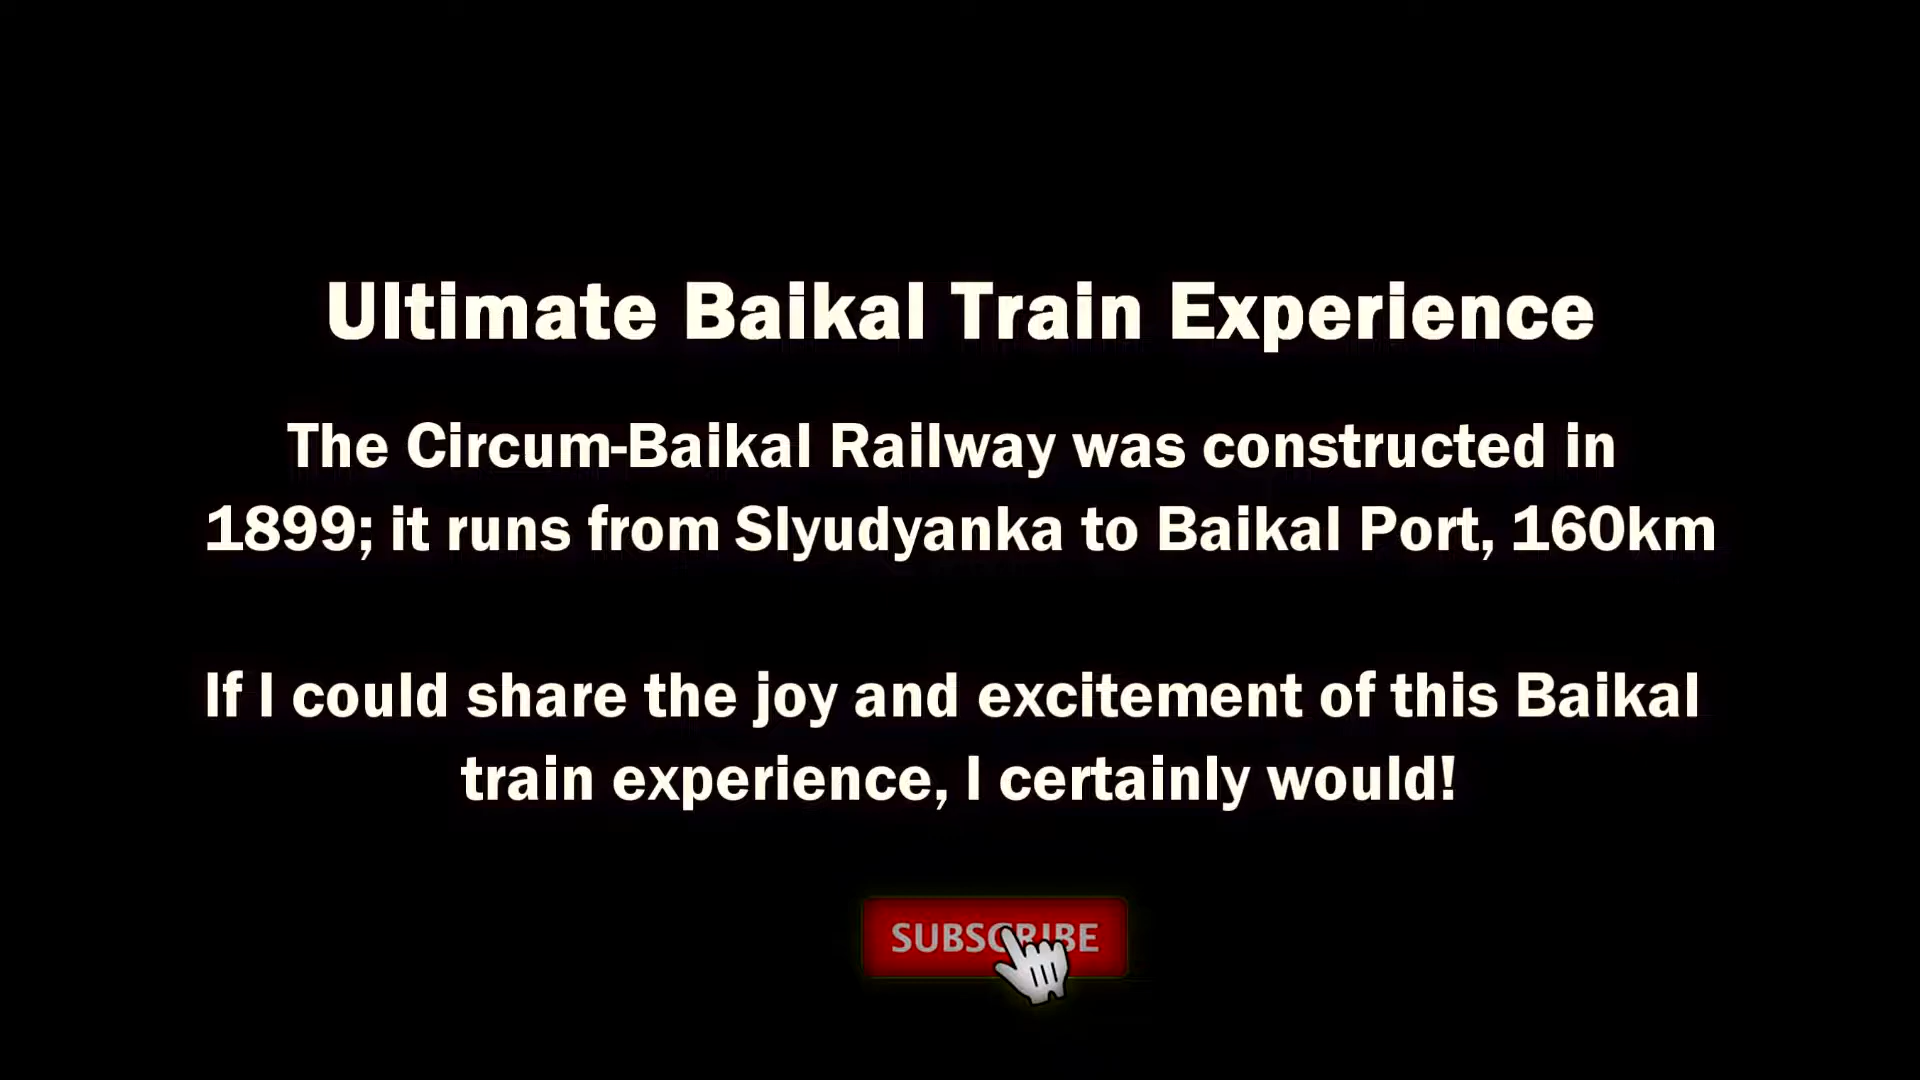 Ultimate Baikal Train Experience
The Circum-Baikal Railway was constructed in
1899; it runs from Slyudyanka to Baikal Port, 160km
If I could share the joy and excitement of this Baikal
train experience, I certainly would!
SUBSCRIBE